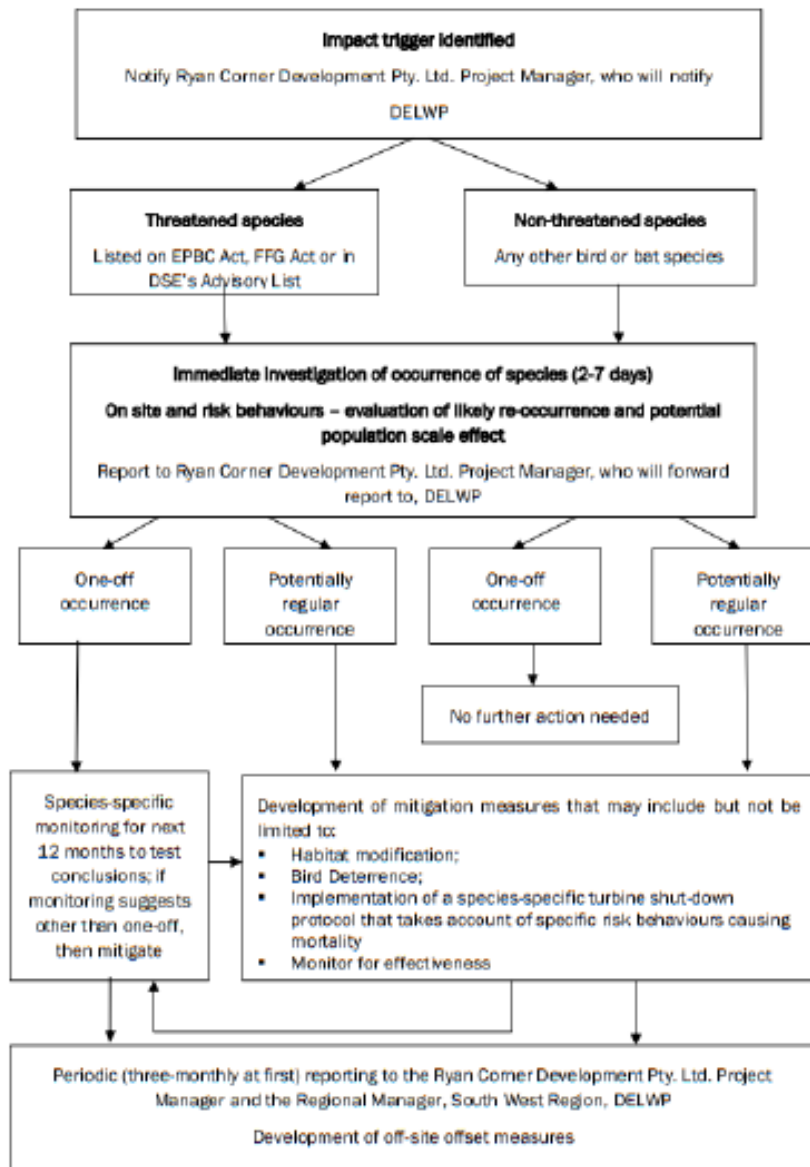 Impact trigger identified
Notify Ryan Corner Development Pty. Ltd. Project Manager, who will notify
DELWP
Threatened species
Listed on EPBC Act, FFG Act or in
DSE's Advisory List
Non-threatened species
Any other bird or bat species
Immediate investigation of occurrence of species (2-7 days)
On site and risk behaviours – evaluation of likely re-occurrence and potential
population scale effect
Report to Ryan Corner Development Pty. Ltd. Project Manager, who will forward
report to, DELWP
One-off
occurrence
Potentially
regular
occurrence
One-off
occurrence
Potentially
regular
occurrence
No further action needed
Species-specific
monitoring for next
12 months to test
conclusions; if
monitoring suggests
other than one-off,
then mitigate
Development of mitigation measures that may include but not be
limited to:
▪ Habitat modification;
▪ Bird Deterrence;
▪ Implementation of a species-specific turbine shut-down
protocol that takes account of specific risk behaviours causing
mortality
▪ Monitor for effectiveness
Periodic (three-monthly at first) reporting to the Ryan Corner Development Pty. Ltd. Project
Manager and the Regional Manager, South West Region, DELWP
Development of off-site offset measures